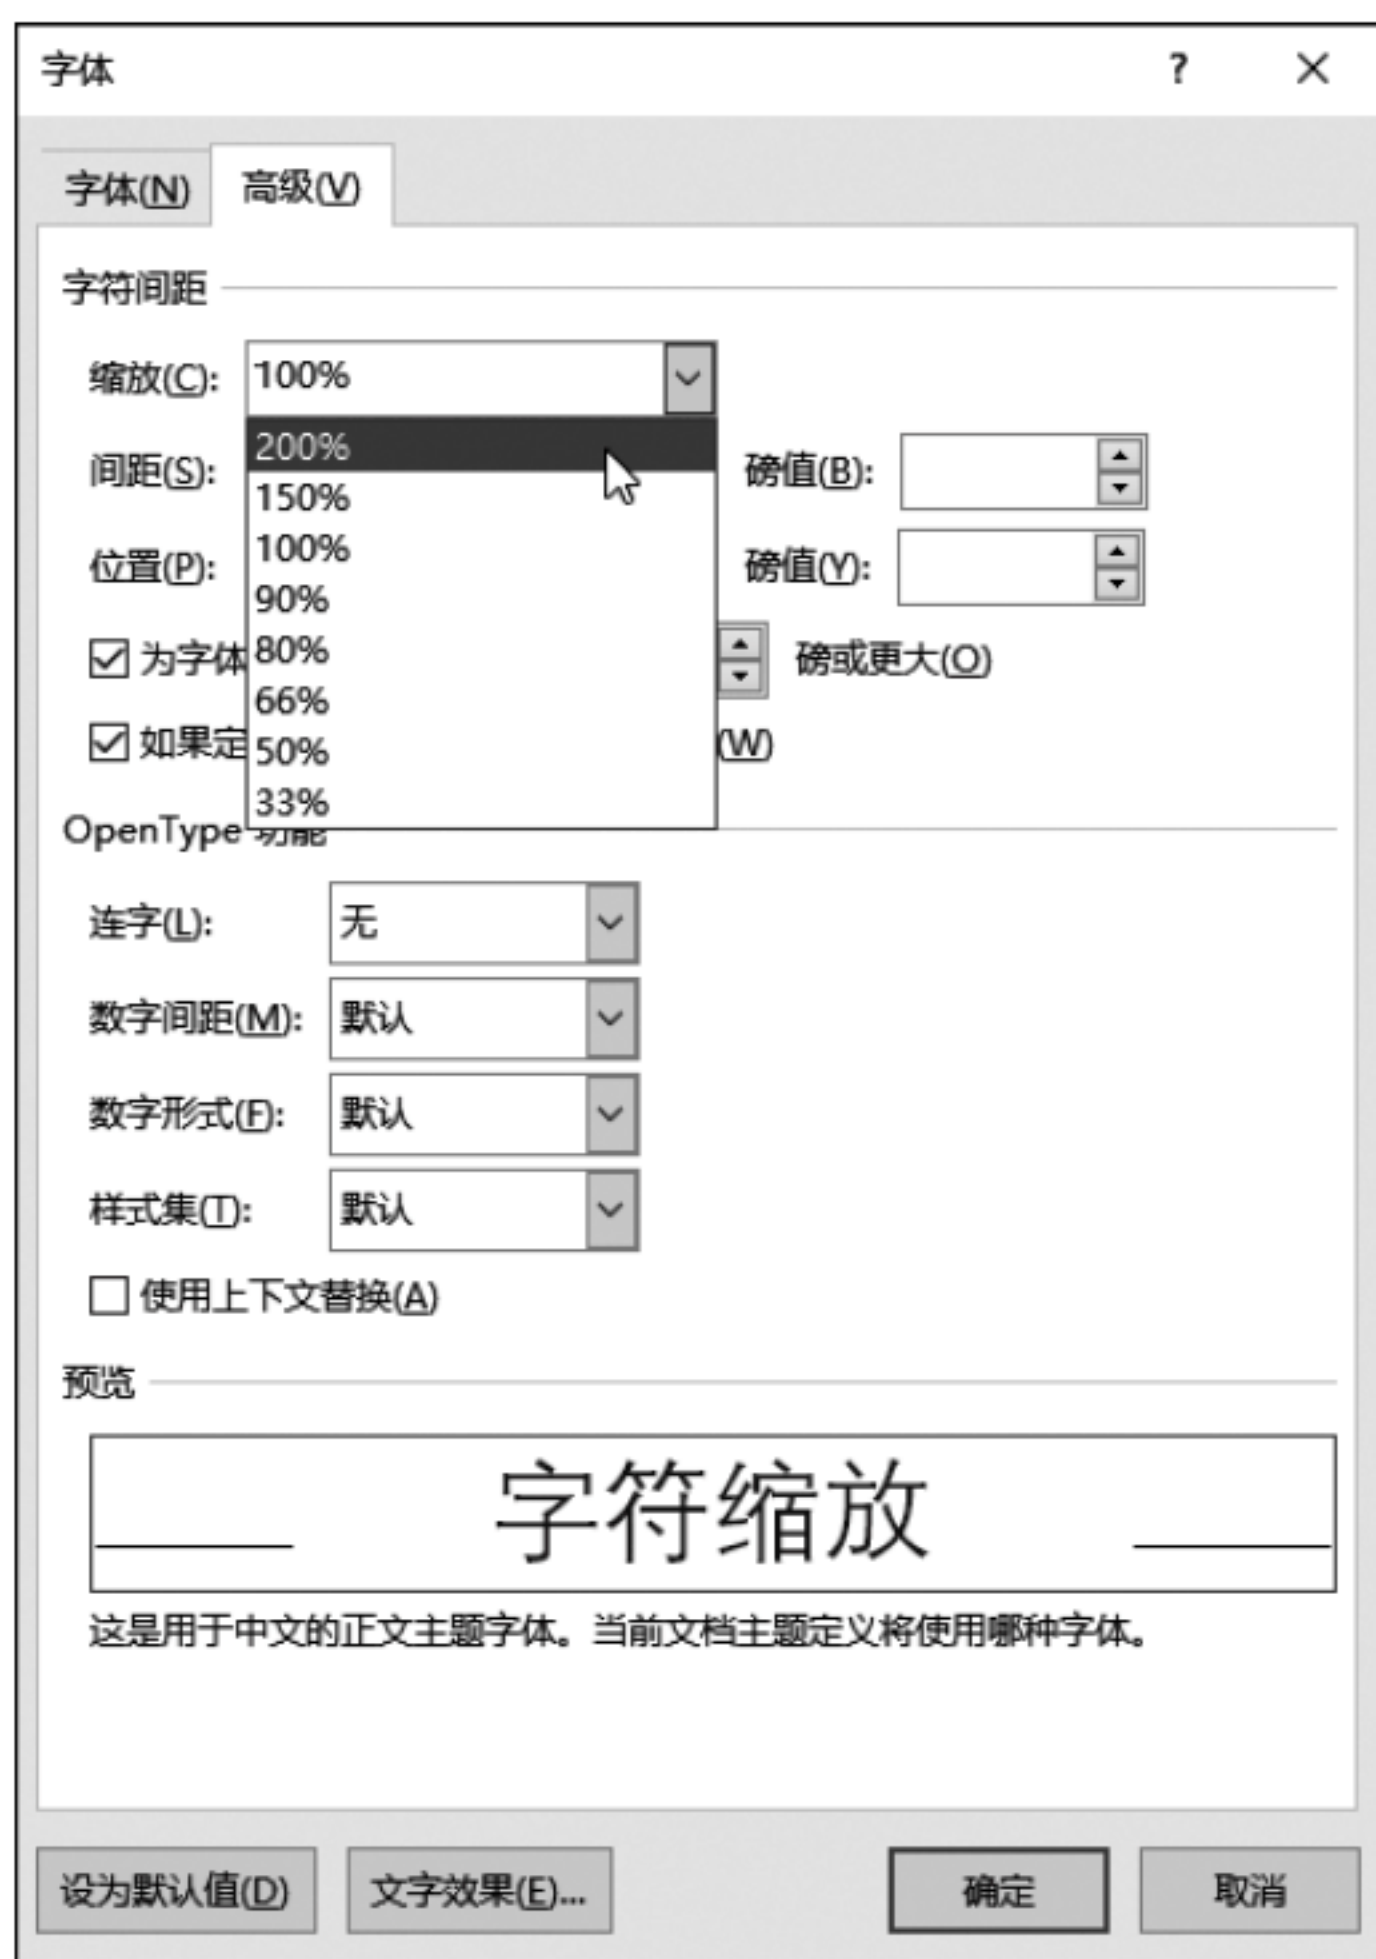 字体 ?
字体(N) 高级(V)
字符间距
缩放(C): 100%
200%
间距(S): 磅值(B):
150%
100%
位置(P): 磅值(Y):
90%
为字体 80% 磅或更大(O)
66%
如果定 50% (W)
33%
OpenType 功能
连字(L): 无
数字间距(M): 默认
数字形式(F): 默认
样式集(T): 默认
使用上下文替换(A)
预览
字符缩放
这是用于中文的正文主题字体。当前文档主题定义将使用哪种字体。
设为默认值(D) 文字效果(E)... 确定 取消